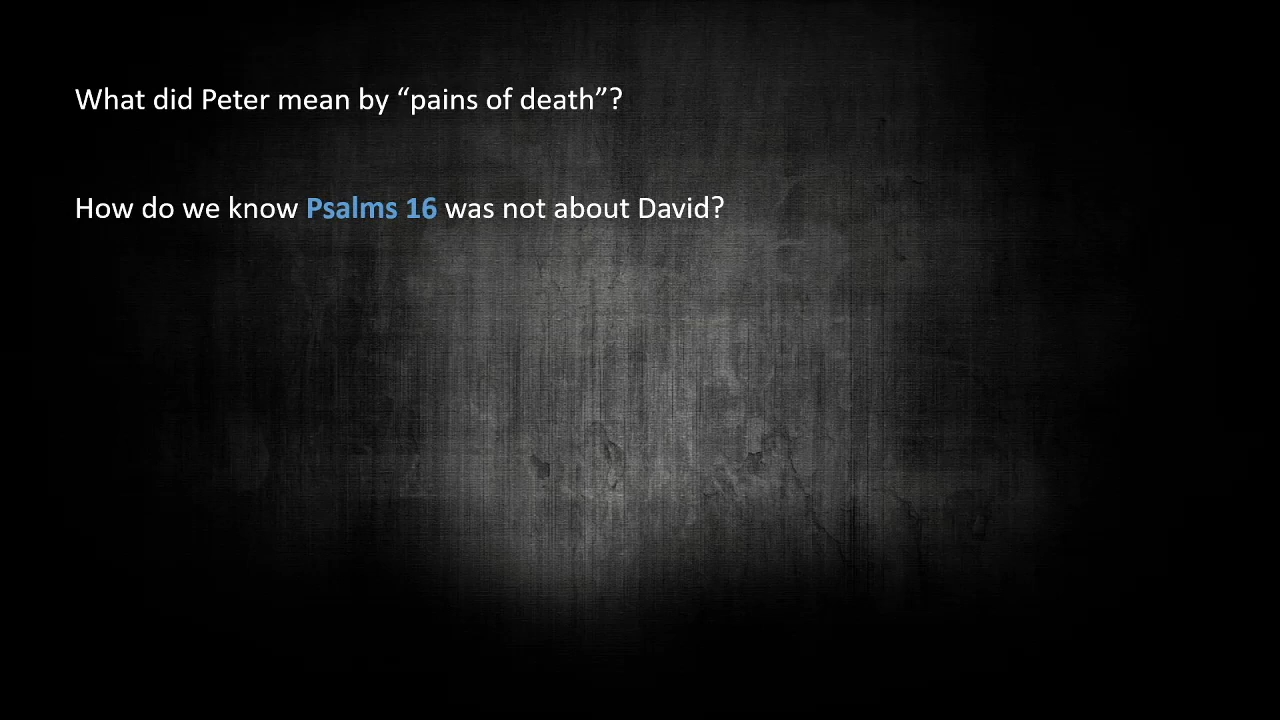 What did Peter mean by “pains of death”?
How do we know Psalms 16 was not about David?